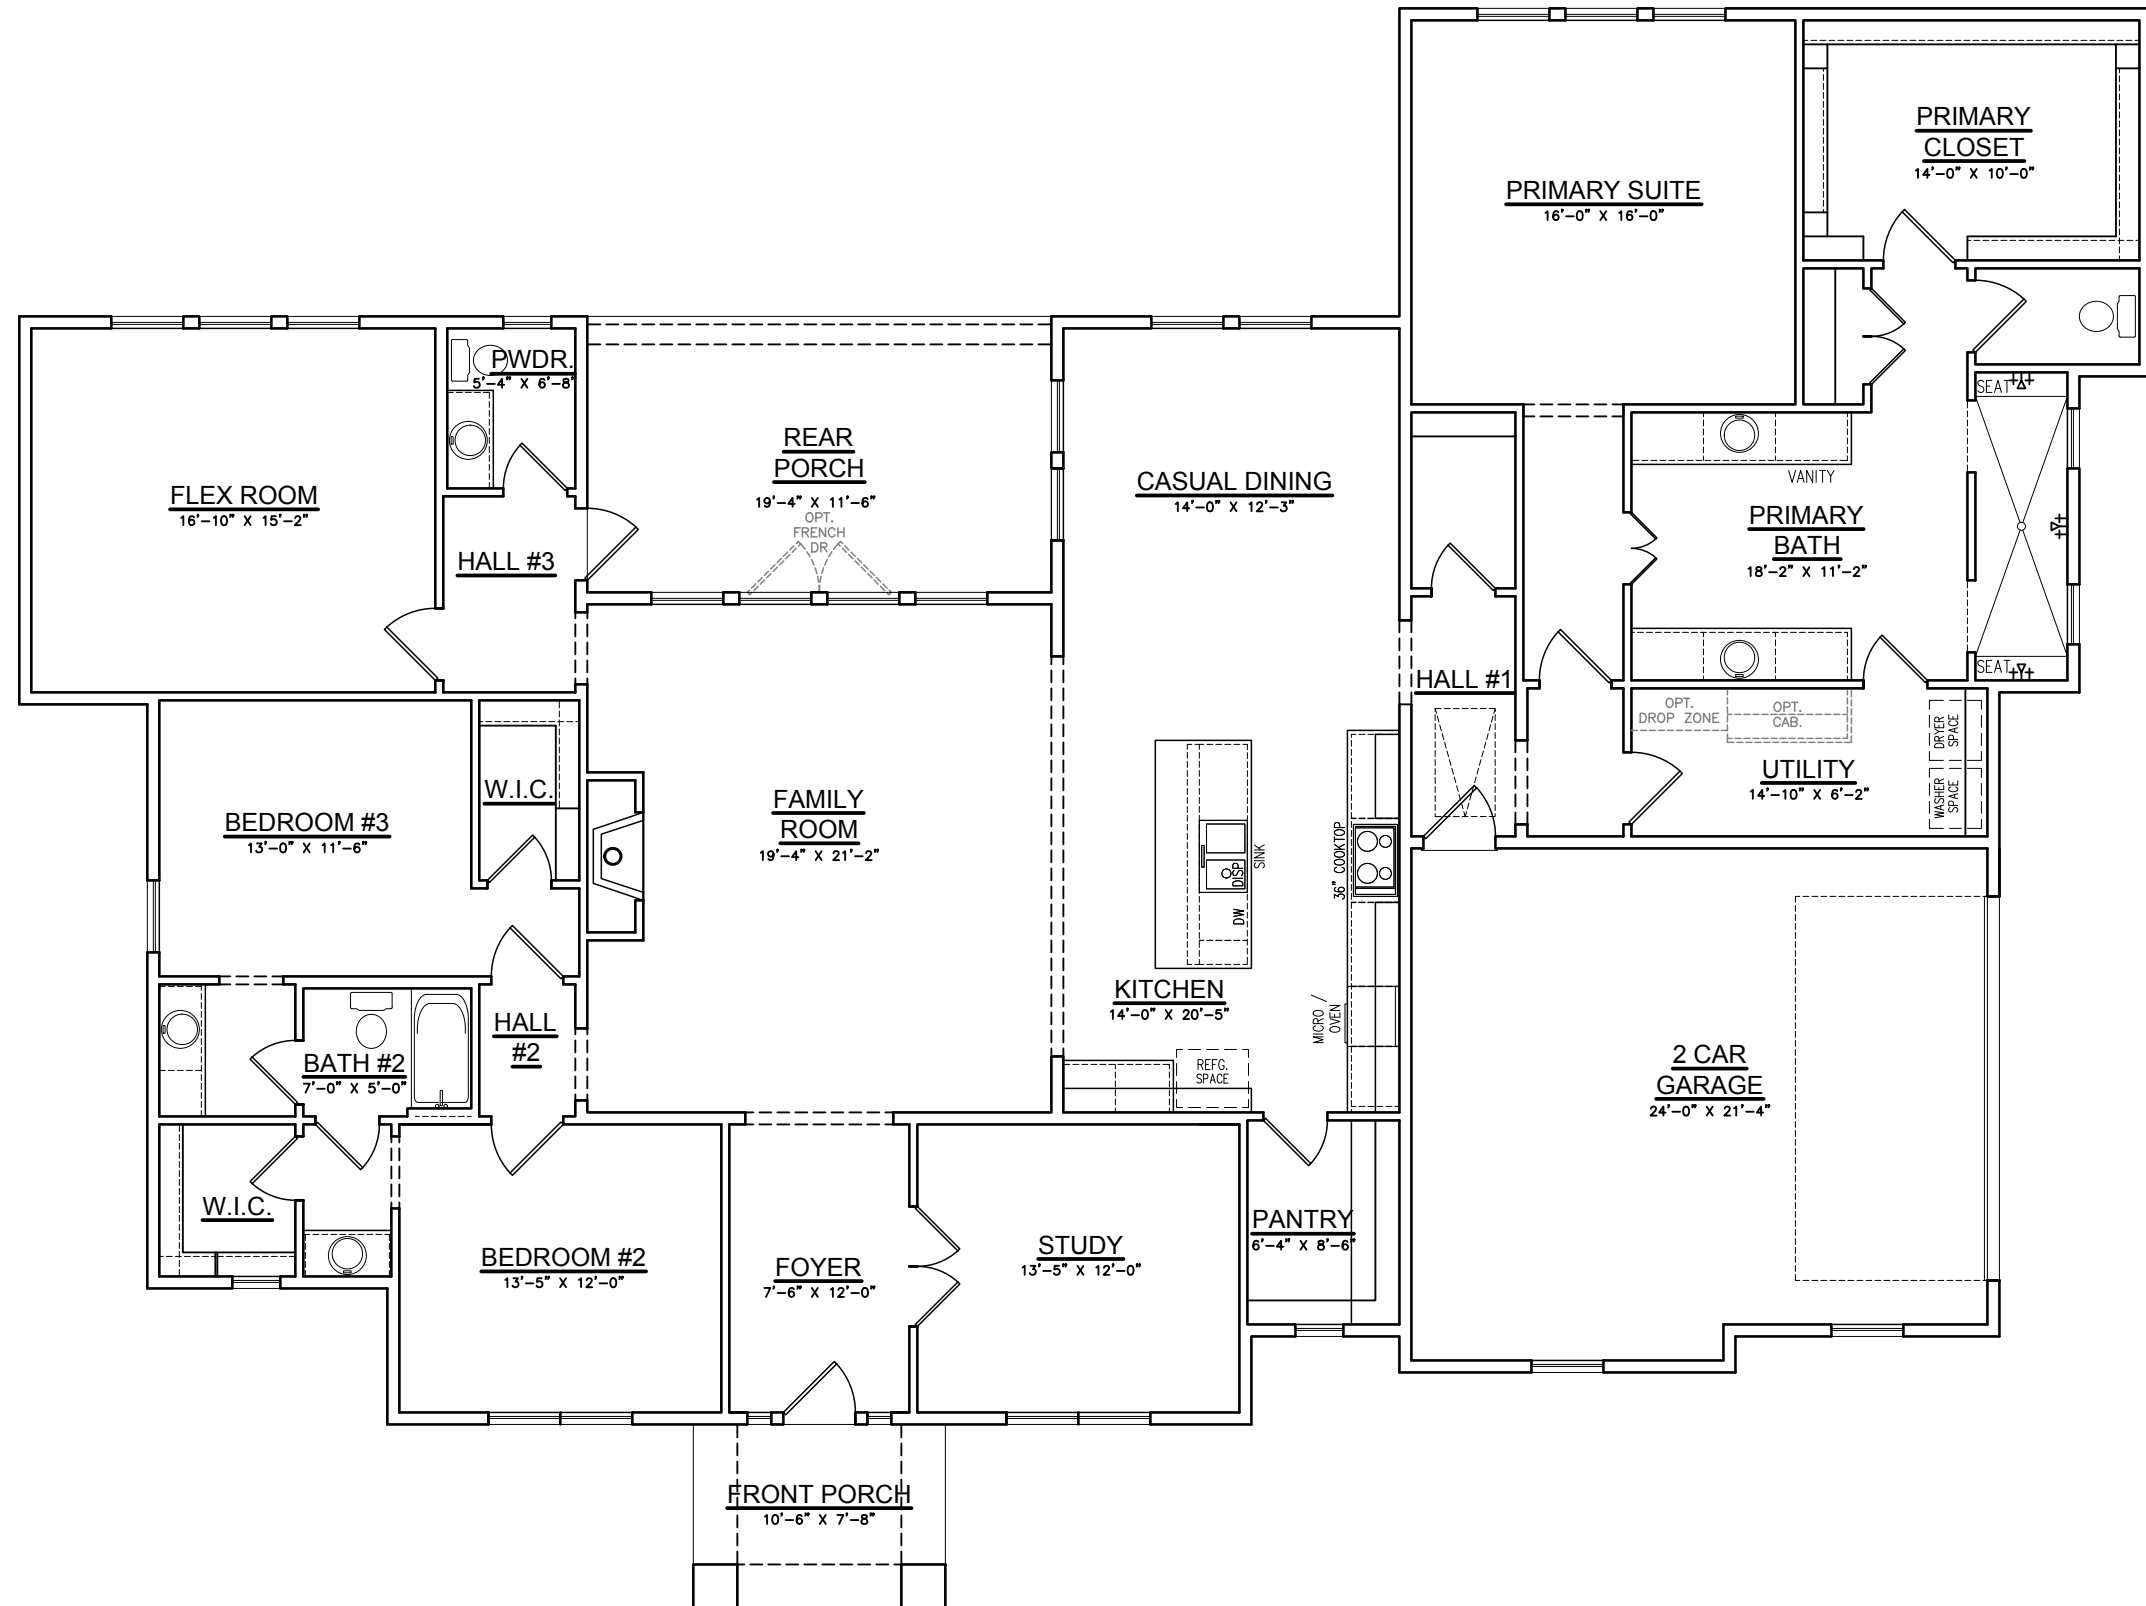 PRIMARY
CLOSET
14'-0" X 10'-0"
PRIMARY SUITE
16'-0" X 16'-0"
PWDR.
5'-4" X 6'-8"
SEAT
REAR
PORCH
19'-4" X 11'-6"
OPT.
FRENCH
DR
CASUAL DINING
14'-0" X 12'-3"
VANITY
FLEX ROOM
16'-10" X 15'-2"
PRIMARY
BATH
18'-2" X 11'-2"
HALL #3
SEAT
HALL #1
OPT.
DROP ZONE
OPT.
CAB.
DRYER
SPACE
UTILITY
14'-10" X 6'-2"
WASHER
SPACE
W.I.C.
FAMILY
ROOM
19'-4" X 21'-2"
BEDROOM #3
13'-0" X 11'-6"
SINK
DISP
DW
36" COOKTOP
KITCHEN
14'-0" X 20'-5"
MICRO /
OVEN
HALL
#2
BATH #2
7'-0" X 5'-0"
REFG.
SPACE
2 CAR
GARAGE
24'-0" X 21'-4"
W.I.C.
BEDROOM #2
13'-5" X 12'-0"
FOYER
7'-6" X 12'-0"
STUDY
13'-5" X 12'-0"
PANTRY
6'-4" X 8'-6"
FRONT PORCH
10'-6" X 7'-8"